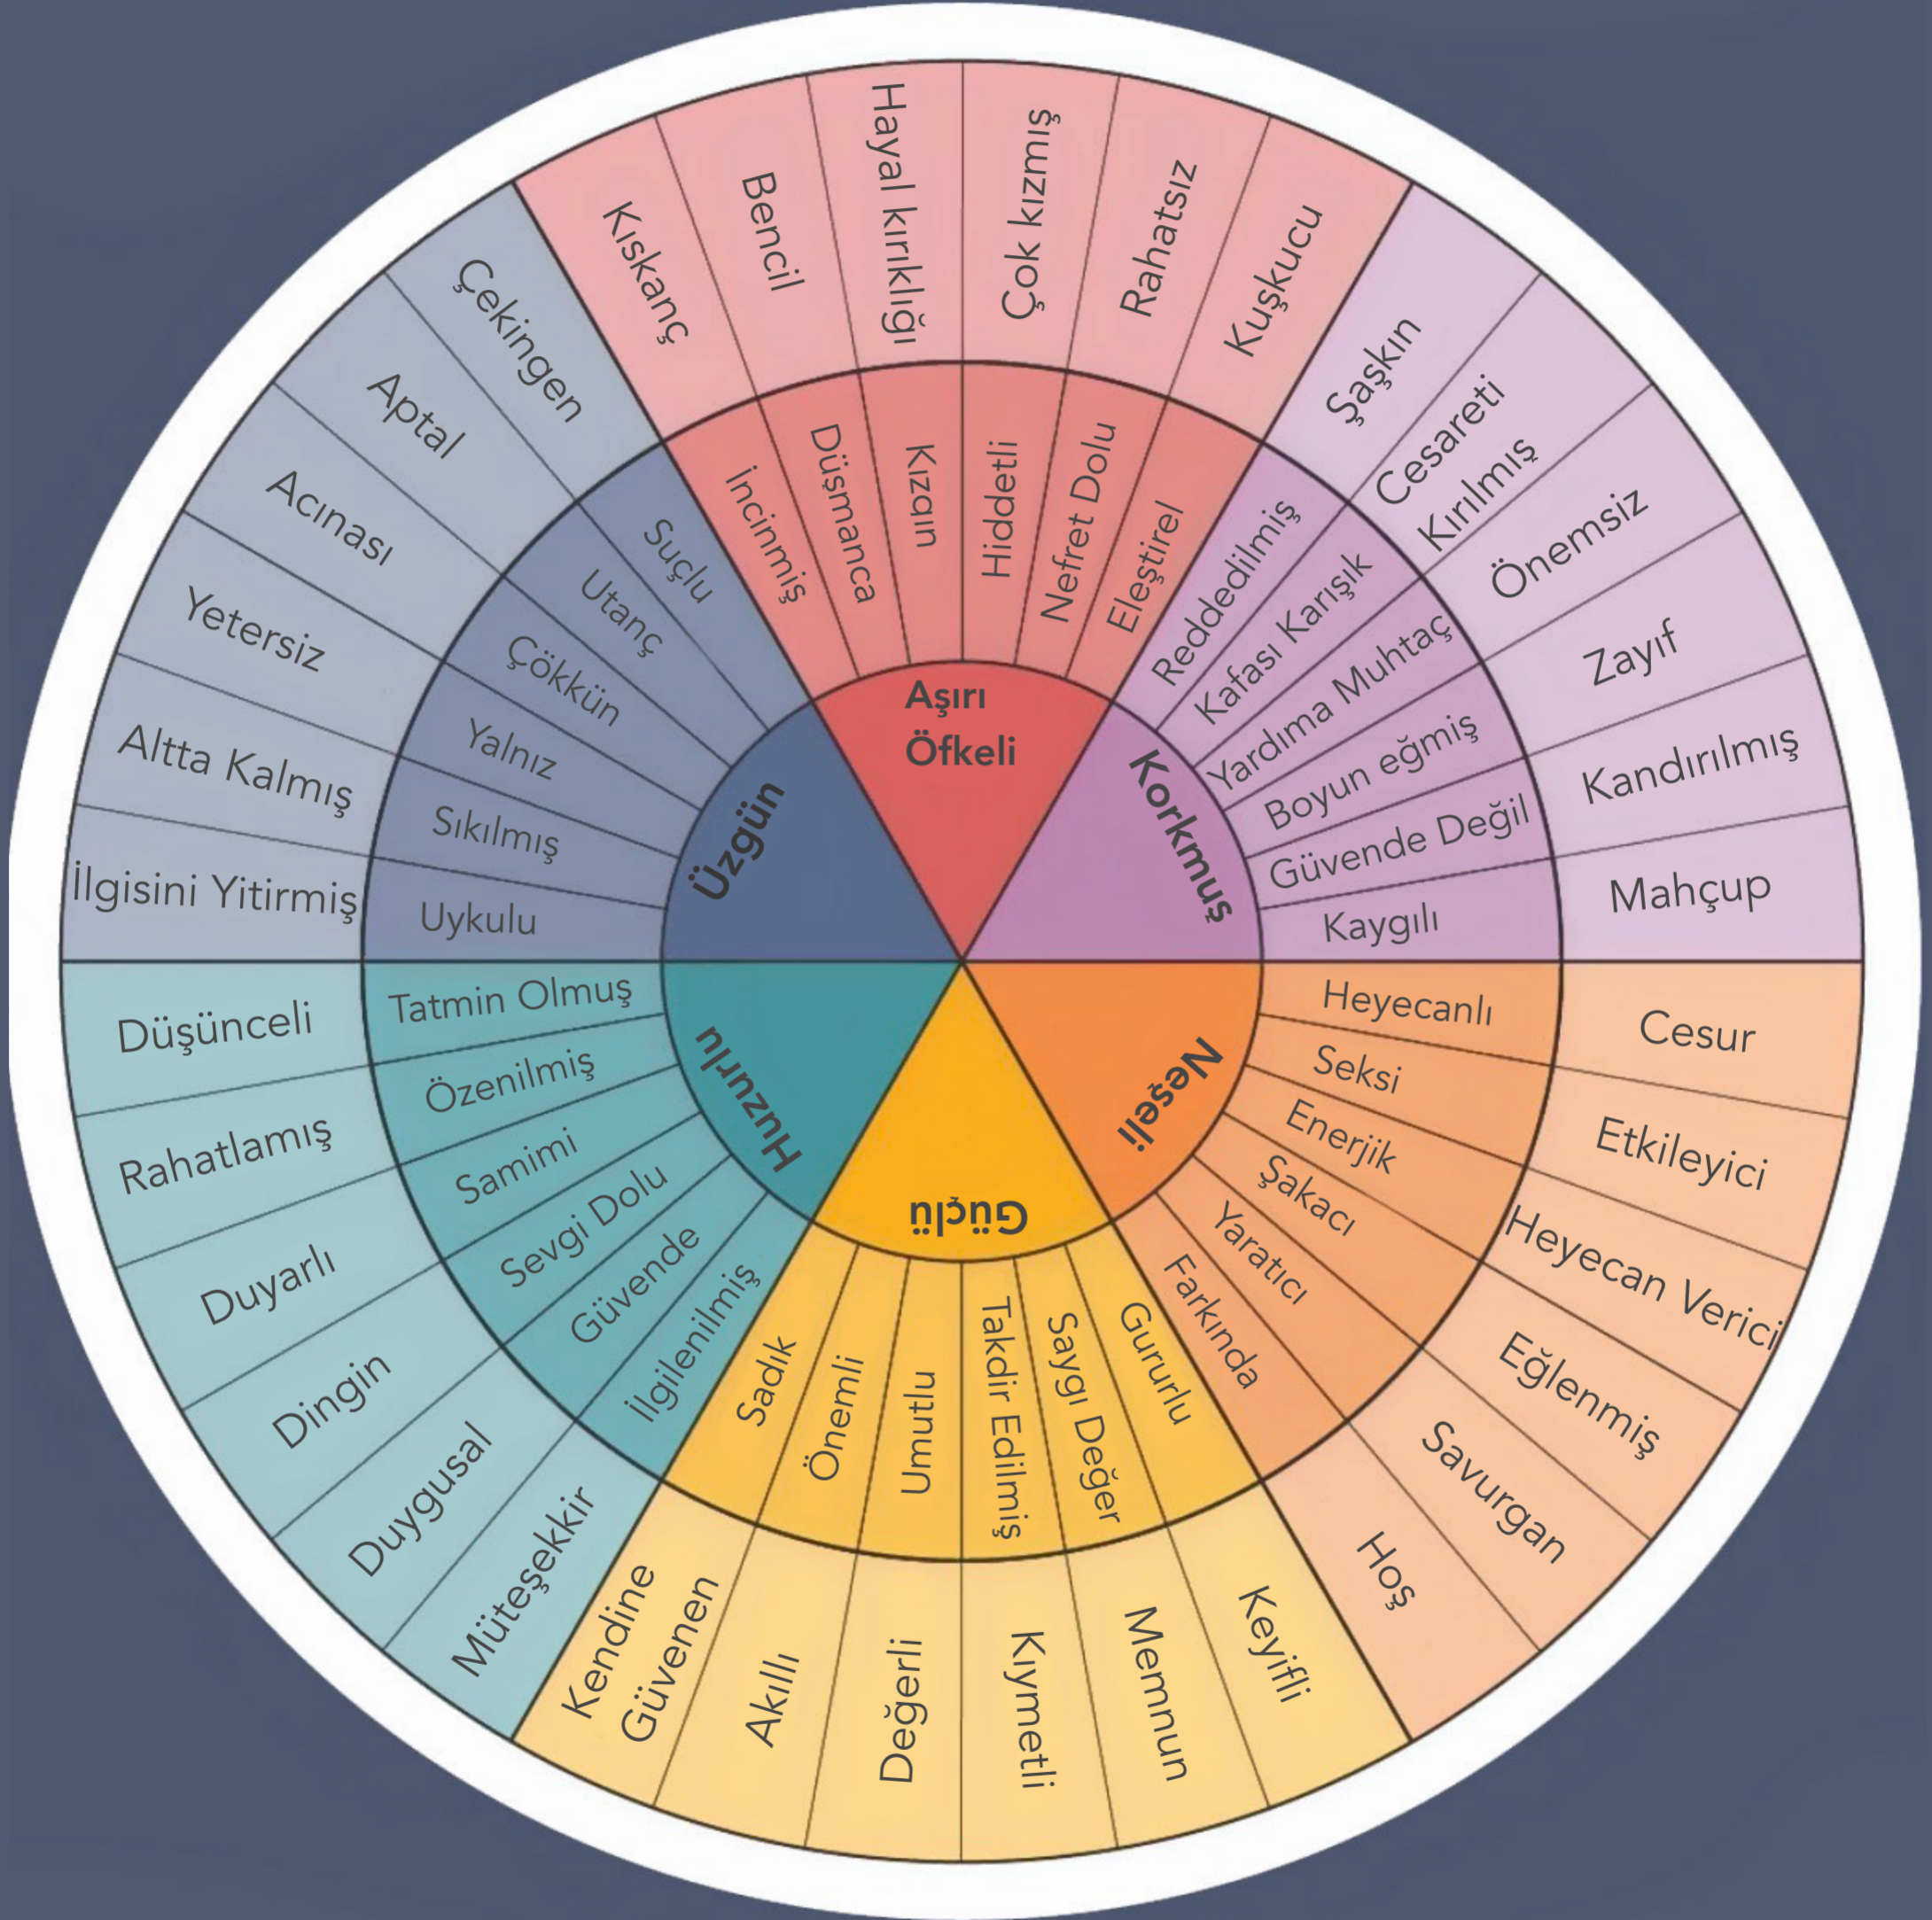 Aşırı
Öfkeli
Korkmuş
Neşeli
Güçlü
Huzurlu
Üzgün
İncinmiş
Düşmanca
Kızgın
Hiddetli
Nefret Dolu
Eleştirel
Reddedilmiş
Kafası Karışık
Yardıma Muhtaç
Boyun eğmiş
Güvende Değil
Kaygılı
Heyecanlı
Seksi
Enerjik
Şakacı
Yaratıcı
Farkında
Gururlu
Saygı Değer
Takdir Edilmiş
Umutlu
Önemli
Sadık
İlgilenilmiş
Güvende
Sevgi Dolu
Samimi
Özenilmiş
Tatmin Olmuş
Uykulu
Sıkılmış
Yalnız
Çökkün
Utanç
Suçlu
Kıskanç
Bencil
Hayal kırıklığı
Çok kızmış
Rahatsız
Kuşkucu
Şaşkın
Cesareti
Kırılmış
Önemsiz
Zayıf
Kandırılmış
Mahçup
Cesur
Etkileyici
Heyecan Verici
Eğlenmiş
Savurgan
Hoş
Keyifli
Memnun
Kıymetli
Değerli
Akıllı
Kendine
Güvenen
Müteşekkir
Duygusal
Dingin
Duyarlı
Rahatlamış
Düşünceli
İlgisini Yitirmiş
Altta Kalmış
Yetersiz
Acınası
Aptal
Çekingen